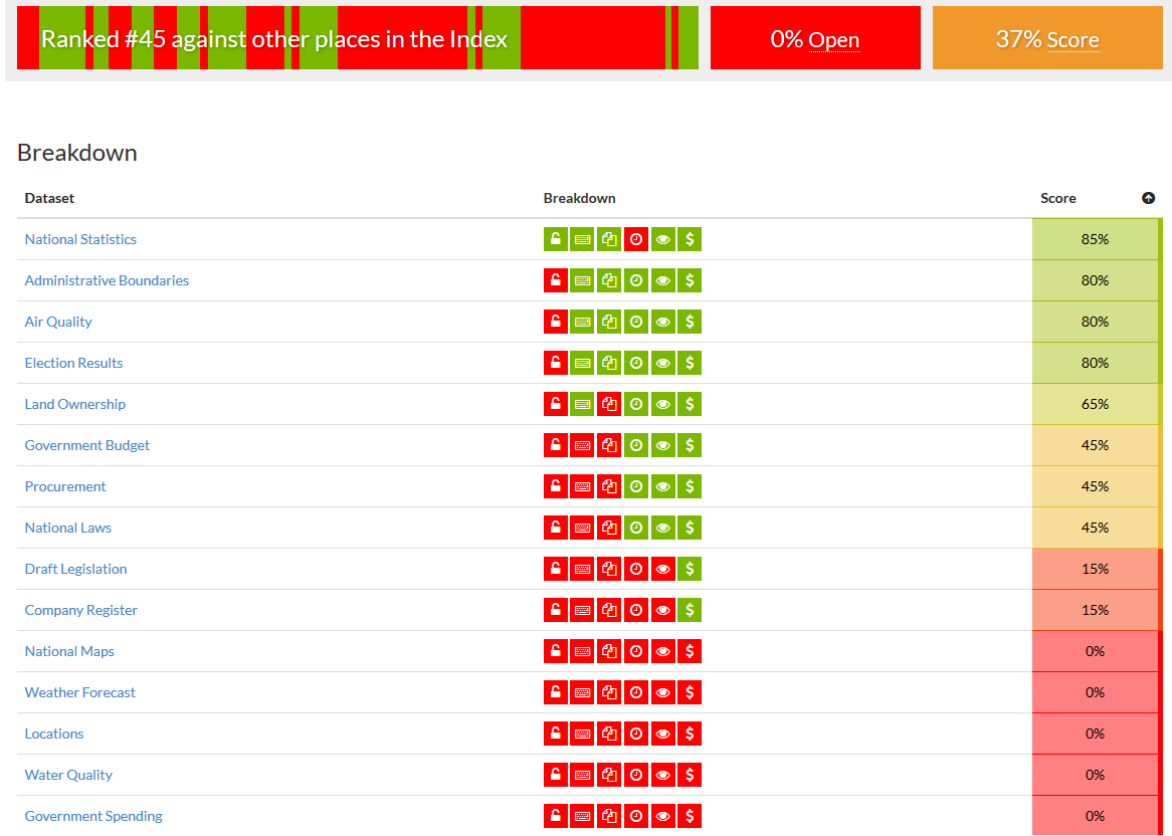 Ranked #45 against other places in the Index 0% Open 37% Score
Breakdown
Dataset Breakdown Score
National Statistics $ 85%
Administrative Boundaries $ 80%
Air Quality $ 80%
Election Results $ 80%
Land Ownership $ 65%
Government Budget $ 45%
Procurement $ 45%
National Laws $ 45%
Draft Legislation $ 15%
Company Register $ 15%
National Maps $ 0%
Weather Forecast $ 0%
Locations $ 0%
Water Quality $ 0%
Government Spending $ 0%